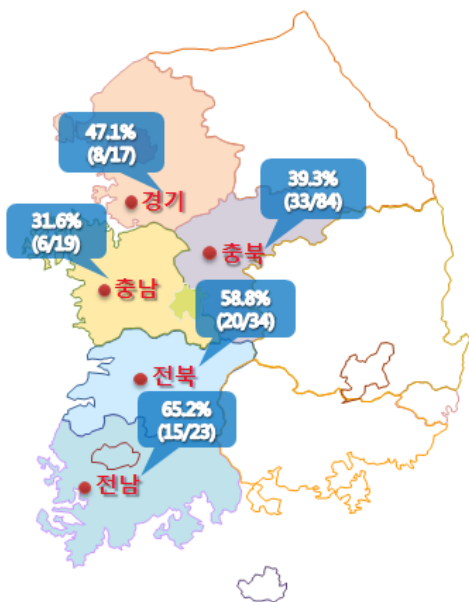 47.1%
(8/17)
경기
39.3%
(33/84)
충북
31.6%
(6/19)
충남
58.8%
(20/34)
전북
65.2%
(15/23)
전남